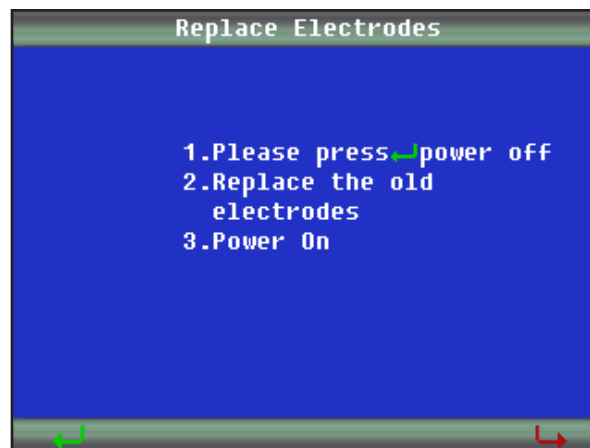 Replace Electrodes
1.Please press↵power off
2.Replace the old
electrodes
3.Power On